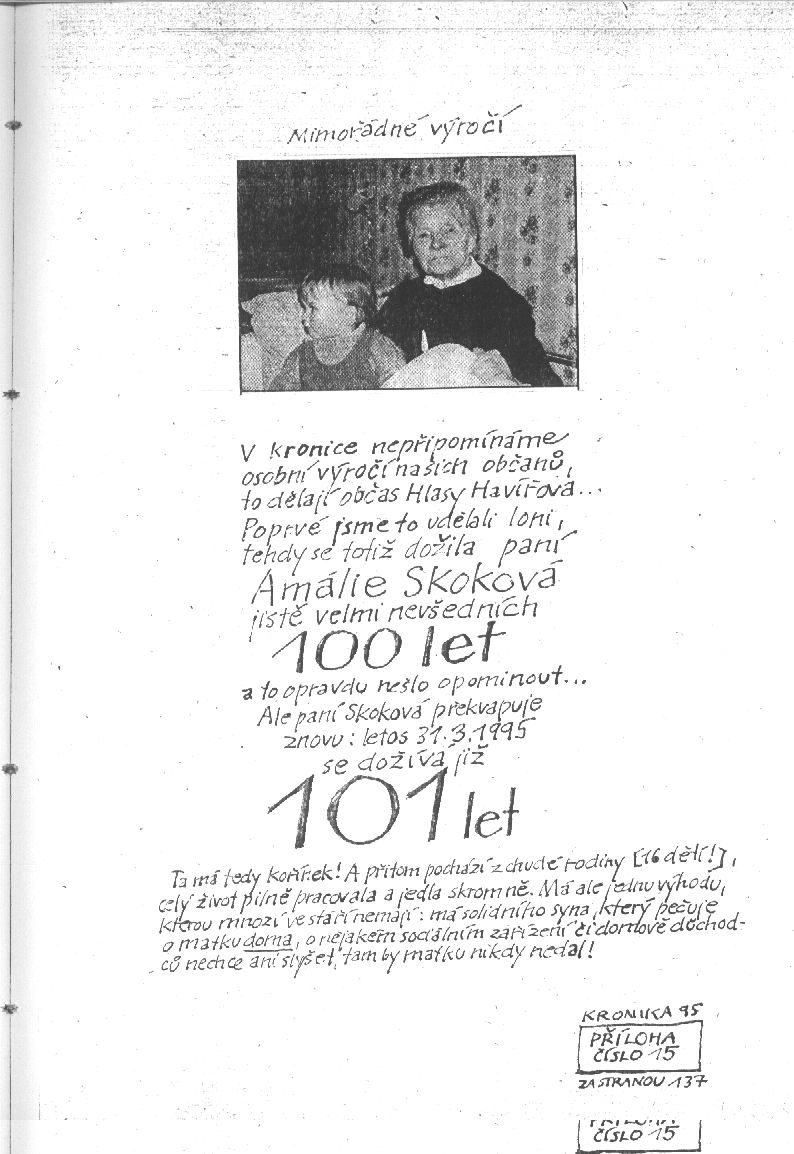 Mimořádné výročí
V kronice nepřipomínáme
osobní výročí našich občanů,
to dělají občas Hlasy Havířova...
Poprvé jsme to udělali loni,
tehdy se totiž dožila paní
Amálie Skoková
jistě velmi nevšedních
100 let
a to opravdu nešlo opominout...
Ale paní Skoková překvapuje
znovu: letos 31.3.1995
se dožívá již
101 let
Ta má tedy kořínek! A přitom pochází z chudé rodiny [16 dětí!],
celý život pilně pracovala a jedla skromně. Má ale jednu výhodu,
kterou mnozí ve stáří nemají: má solidního syna, který pečuje
o matku doma, o nějakém sociálním zařízení či domově důchod-
ců nechce ani slyšet, tam by matku nikdy nedal!
KRONIKA 95
PŘÍLOHA
ČÍSLO 15
ZA STRANOU 137
PŘÍLOHA
ČÍSLO 15